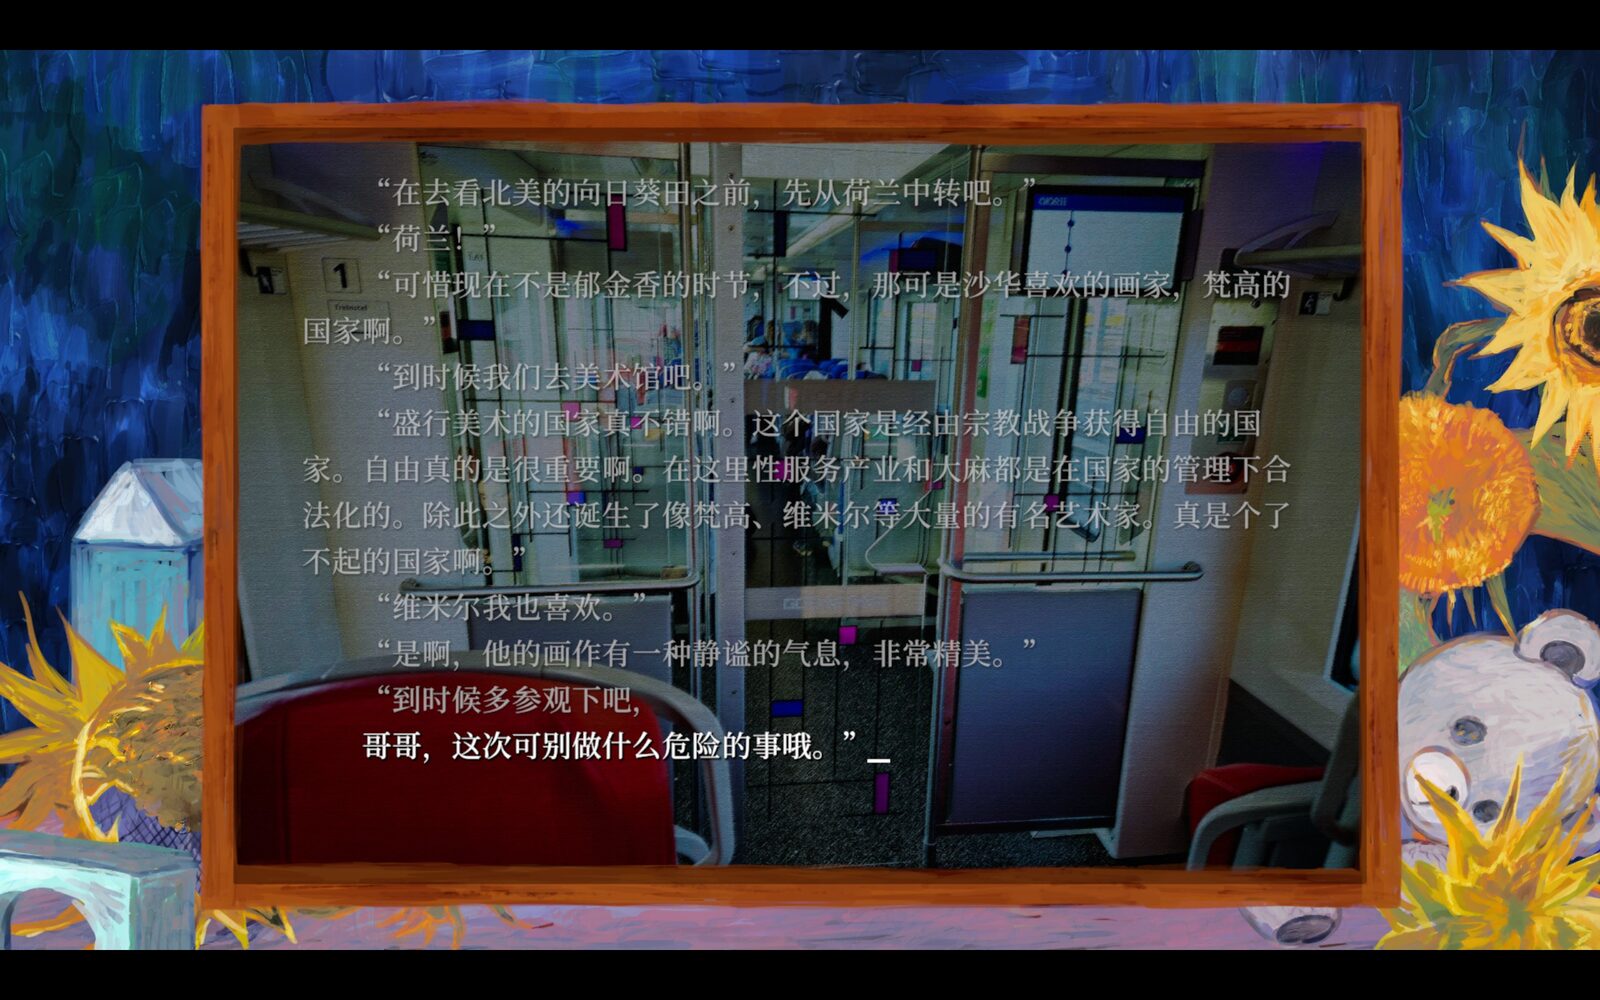 “在去看北美的向日葵田之前，先从荷兰中转吧。”
“荷兰！”
“可惜现在不是郁金香的时节，不过，那可是沙华喜欢的画家，梵高的
国家啊。”
“到时候我们去美术馆吧。”
“盛行美术的国家真不错啊。这个国家是经由宗教战争获得自由的国
家。自由真的是很重要啊。在这里性服务产业和大麻都是在国家的管理下合
法化的。除此之外还诞生了像梵高、维米尔等大量的有名艺术家。真是个了
不起的国家啊。”
“维米尔我也喜欢。”
“是啊，他的画作有一种静谧的气息，非常精美。”
“到时候多参观下吧，
哥哥，这次可别做什么危险的事哦。”
1